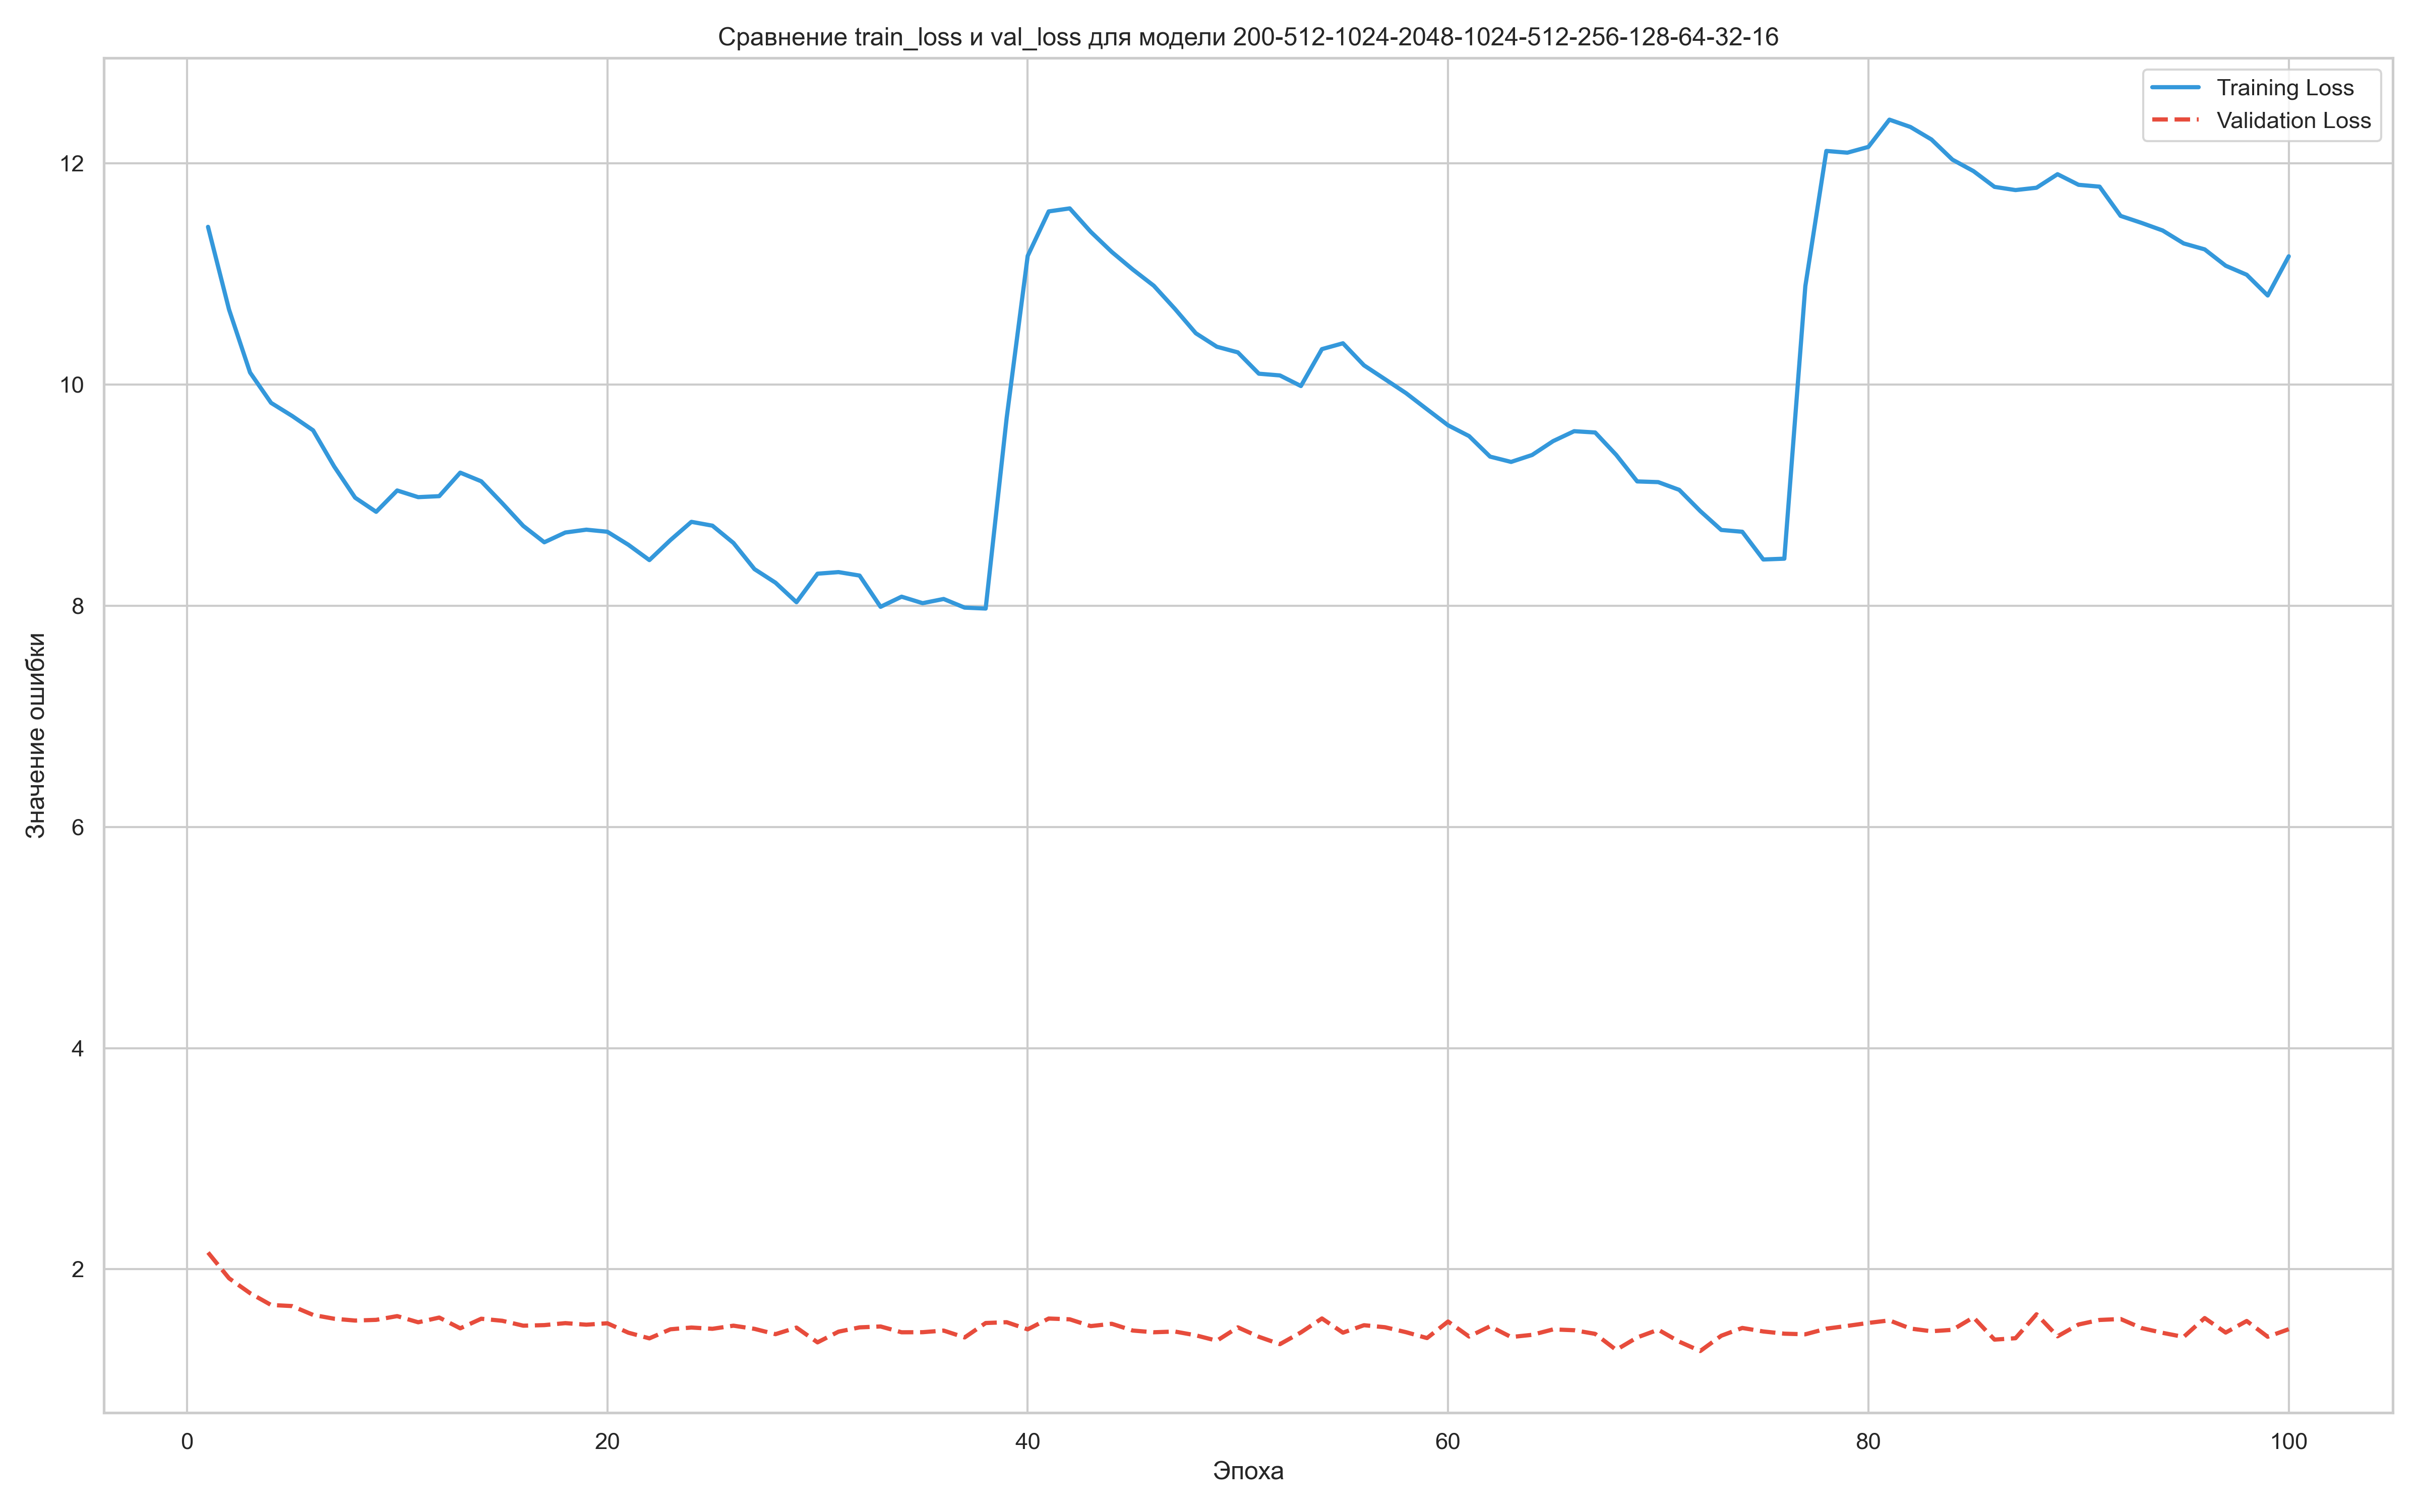 Сравнение train_loss и val_loss для модели 200-512-1024-2048-1024-512-256-128-64-32-16
Training Loss
Validation Loss
12
10
8
6
4
2
Значение ошибки
0 20 40 60 80 100
Эпоха